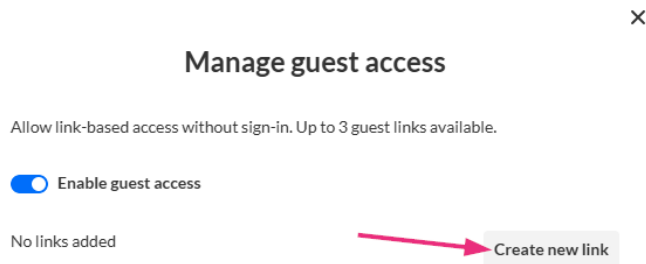 Manage guest access
Allow link-based access without sign-in. Up to 3 guest links available.
Enable guest access
No links added
Create new link